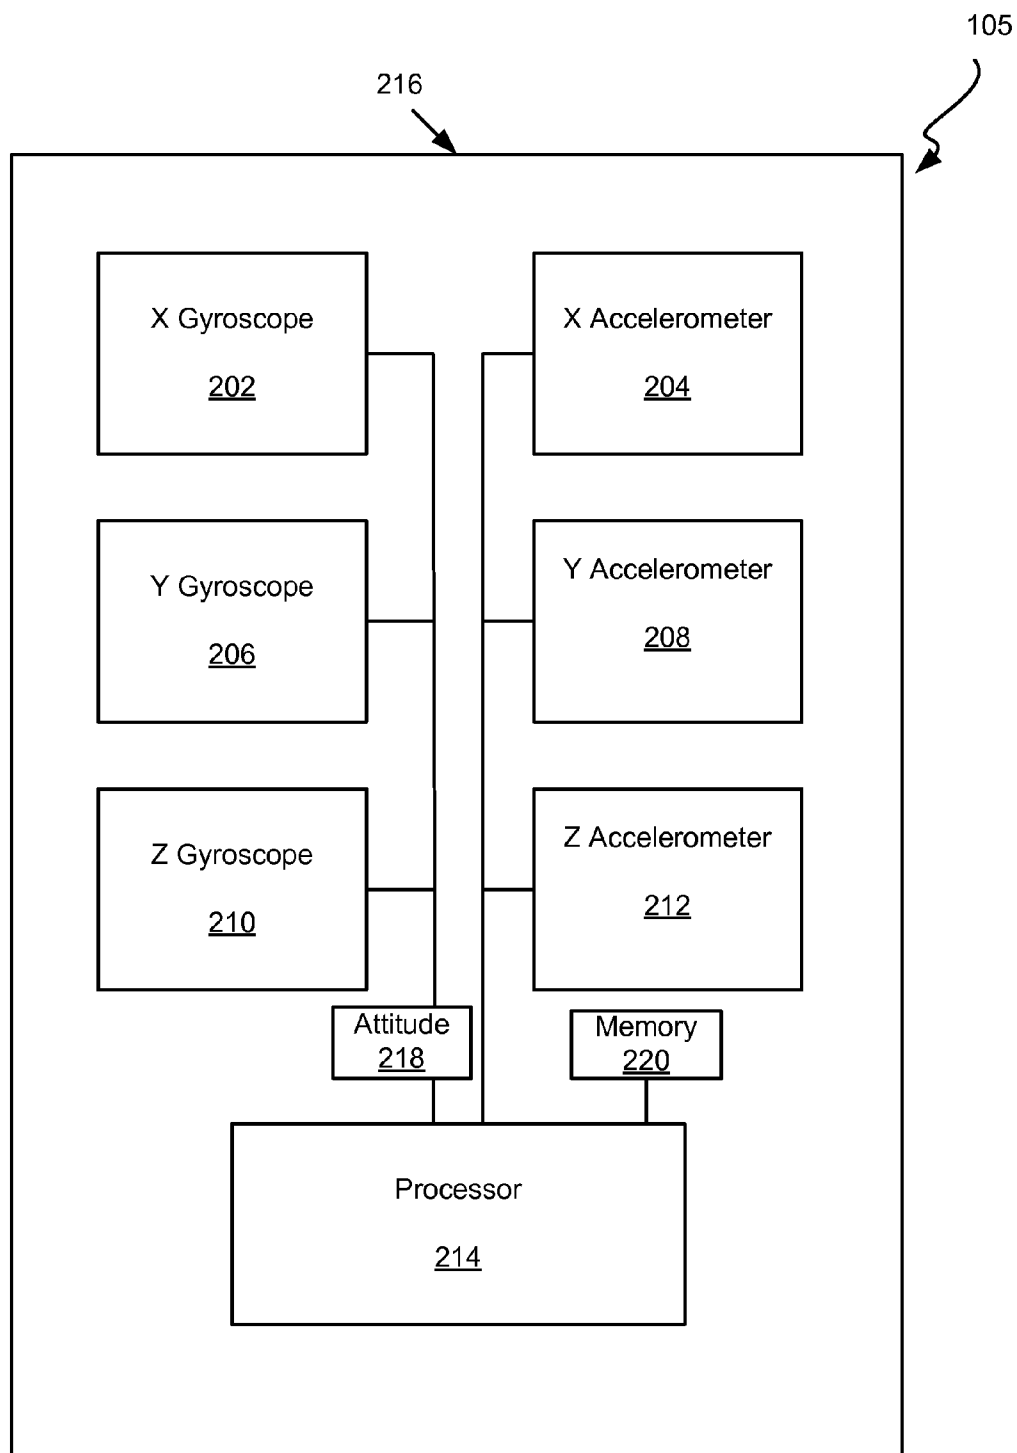 105
216
X Gyroscope
202
X Accelerometer
204
Y Gyroscope
206
Y Accelerometer
208
Z Gyroscope
210
Z Accelerometer
212
Attitude
218
Memory
220
Processor
214